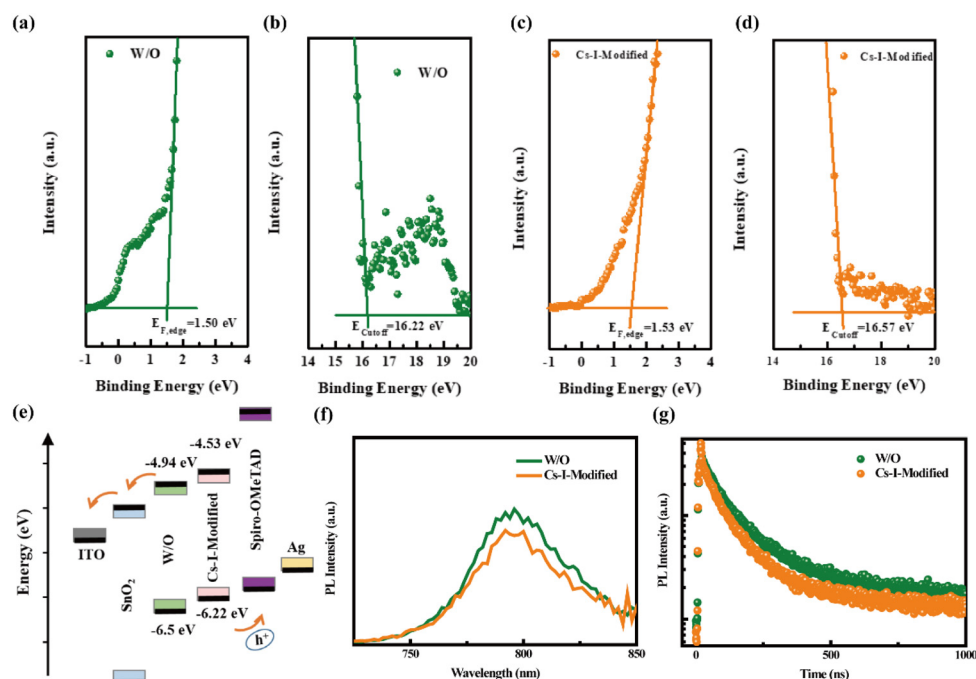 (a)
W/O
Intensity (a.u.)
E_F,edge=1.50 eV
-1 0 1 2 3 4
Binding Energy (eV)
(b)
W/O
Intensity (a.u.)
E_Cutoff=16.22 eV
14 15 16 17 18 19 20
Binding Energy (eV)
(c)
Cs-I-Modified
Intensity (a.u.)
E_F,edge=1.53 eV
-1 0 1 2 3 4
Binding Energy (eV)
(d)
Cs-I-Modified
Intensity (a.u.)
E_Cutoff=16.57 eV
14 16 18 20
Binding Energy (eV)
(e)
Energy (eV)
ITO
SnO2
-4.94 eV
W/O
-6.5 eV
-4.53 eV
Cs-I-Modified
-6.22 eV
Spiro-OMeTAD
h+
Ag
(f)
W/O
Cs-I-Modified
PL Intensity (a.u.)
750 800 850
Wavelength (nm)
(g)
W/O
Cs-I-Modified
PL Intensity (a.u.)
0 500 1000
Time (ns)